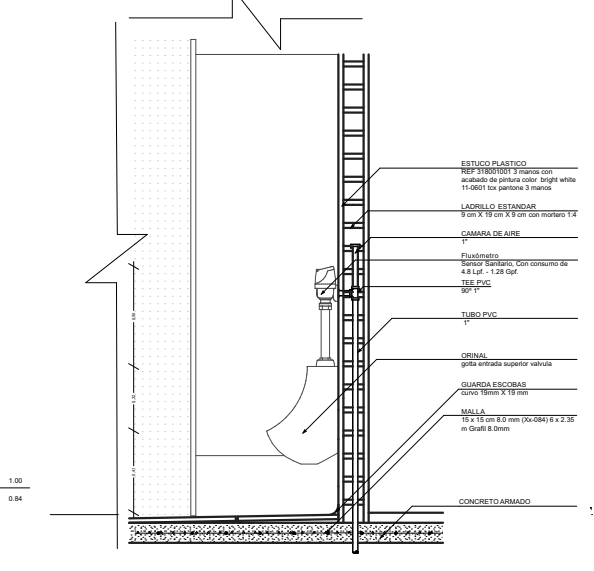 ESTUCO PLASTICO
REF 318001001 3 manos con
acabado de pintura color bright white
11-0601 tcx pantone 3 manos
LADRILLO ESTANDAR
9 cm X 19 cm X 9 cm con mortero 1:4
CAMARA DE AIRE
1"
Fluxómetro
Sensor Sanitario, Con consumo de
4.8 Lpf. - 1.28 Gpf.
TEE PVC
90º 1"
TUBO PVC
1"
ORINAL
gotta entrada superior valvula
GUARDA ESCOBAS
curvo 19mm X 19 mm
MALLA
15 x 15 cm 8.0 mm (Xx-084) 6 x 2.35
m Grafil 8.0mm
CONCRETO ARMADO
1.00
0.84